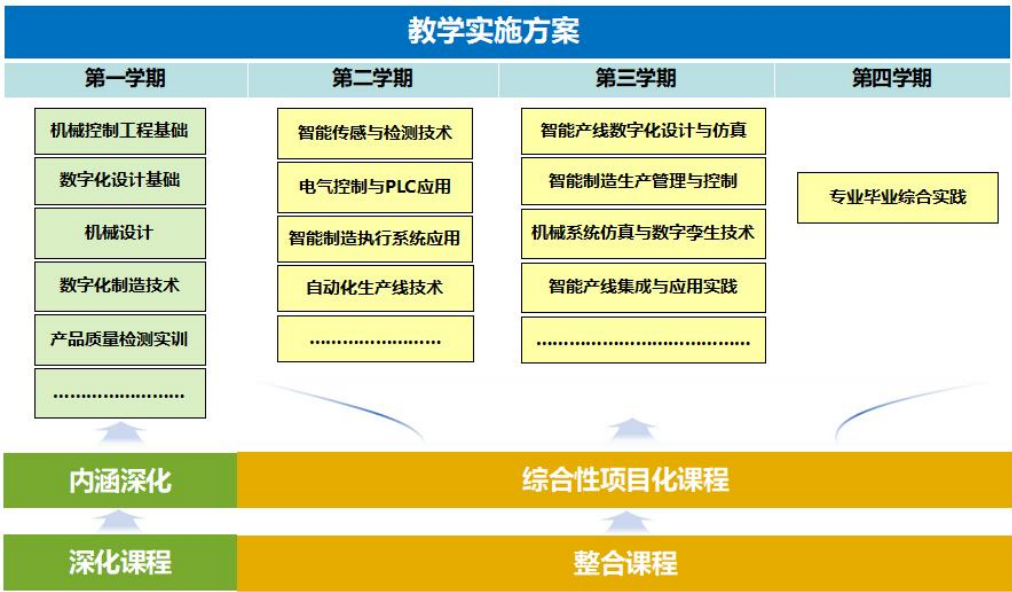 教学实施方案
第一学期
第二学期
第三学期
第四学期
机械控制工程基础
数字化设计基础
机械设计
数字化制造技术
产品质量检测实训
........................
智能传感与检测技术
电气控制与PLC应用
智能制造执行系统应用
自动化生产线技术
........................
智能产线数字化设计与仿真
智能制造生产管理与控制
机械系统仿真与数字孪生技术
智能产线集成与应用实践
.......................................
专业毕业综合实践
内涵深化
综合性项目化课程
深化课程
整合课程